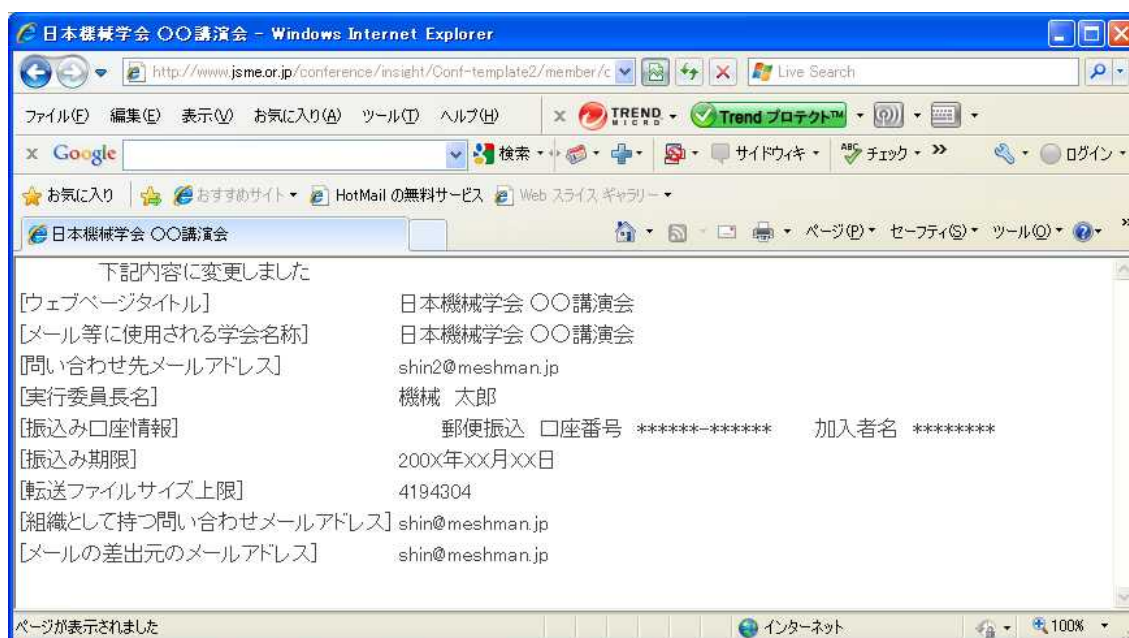 日本機械学会 〇〇講演会 - Windows Internet Explorer
http://www.jsme.or.jp/conference/insight/Conf-template2/member/c
Live Search
ファイル(F) 編集(E) 表示(V) お気に入り(A) ツール(T) ヘルプ(H) x TREND MICRO Trend プロテクト™
x Google 検索 サイドウィキ ABC チェック >> ログイン
お気に入り おすすめサイト HotMail の無料サービス Web スライス ギャラリー
日本機械学会 〇〇講演会 ページ(P) セーフティ(S) ツール(O) >>
下記内容に変更しました
[ウェブページタイトル] 日本機械学会 〇〇講演会
[メール等に使用される学会名称] 日本機械学会 〇〇講演会
[問い合わせ先メールアドレス] shin2@meshman.jp
[実行委員長名] 機械 太郎
[振込み口座情報] 郵便振込 口座番号 ******-****** 加入者名 ********
[振込み期限] 200X年XX月XX日
[転送ファイルサイズ上限] 4194304
[組織として持つ問い合わせメールアドレス] shin@meshman.jp
[メールの差出元のメールアドレス] shin@meshman.jp
ページが表示されました インターネット 100%